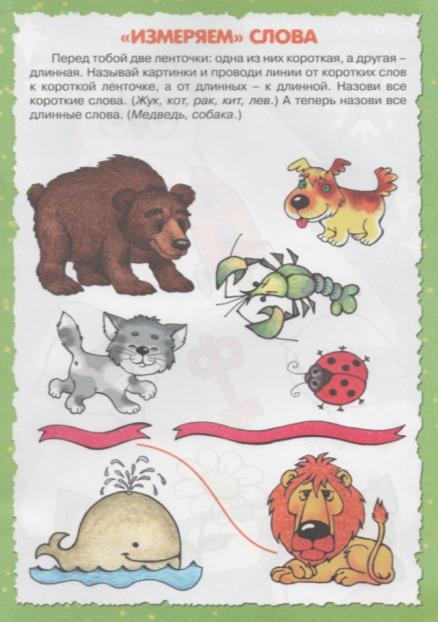 «ИЗМЕРЯЕМ» СЛОВА
Перед тобой две ленточки: одна из них короткая, а другая –
длинная. Называй картинки и проводи линии от коротких слов
к короткой ленточке, а от длинных – к длинной. Назови все
короткие слова. (Жук, кот, рак, кит, лев.) А теперь назови все
длинные слова. (Медведь, собака.)